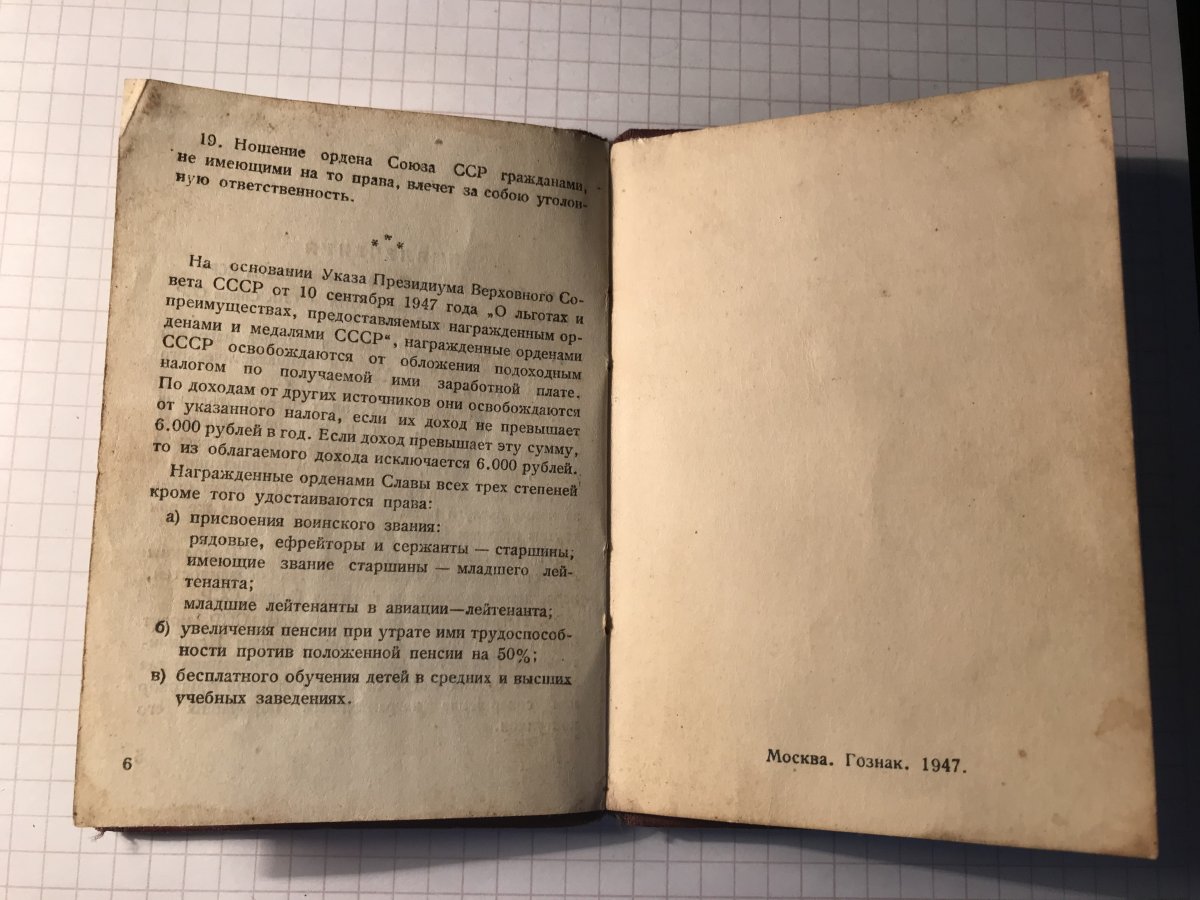 19. Ношение ордена Союза ССР гражданами,
не имеющими на то права, влечет за собою уголов-
ную ответственность.
***
На основании Указа Президиума Верховного Со-
вета СССР от 10 сентября 1947 года „О льготах и
преимуществах, предоставляемых награжденным ор-
денами и медалями СССР“, награжденные орденами
СССР освобождаются от обложения подоходным
налогом по получаемой ими заработной плате.
По доходам от других источников они освобождаются
от указанного налога, если их доход не превышает
6.000 рублей в год. Если доход превышает эту сумму,
то из облагаемого дохода исключается 6.000 рублей.
Награжденные орденами Славы всех трех степеней
кроме того удостаиваются права:
а) присвоения воинского звания:
рядовые, ефрейторы и сержанты — старшины;
имеющие звание старшины — младшего лей-
тенанта;
младшие лейтенанты в авиации—лейтенанта;
б) увеличения пенсии при утрате ими трудоспособ-
ности против положенной пенсии на 50%;
в) бесплатного обучения детей в средних и высших
учебных заведениях.
6
Москва. Гознак. 1947.